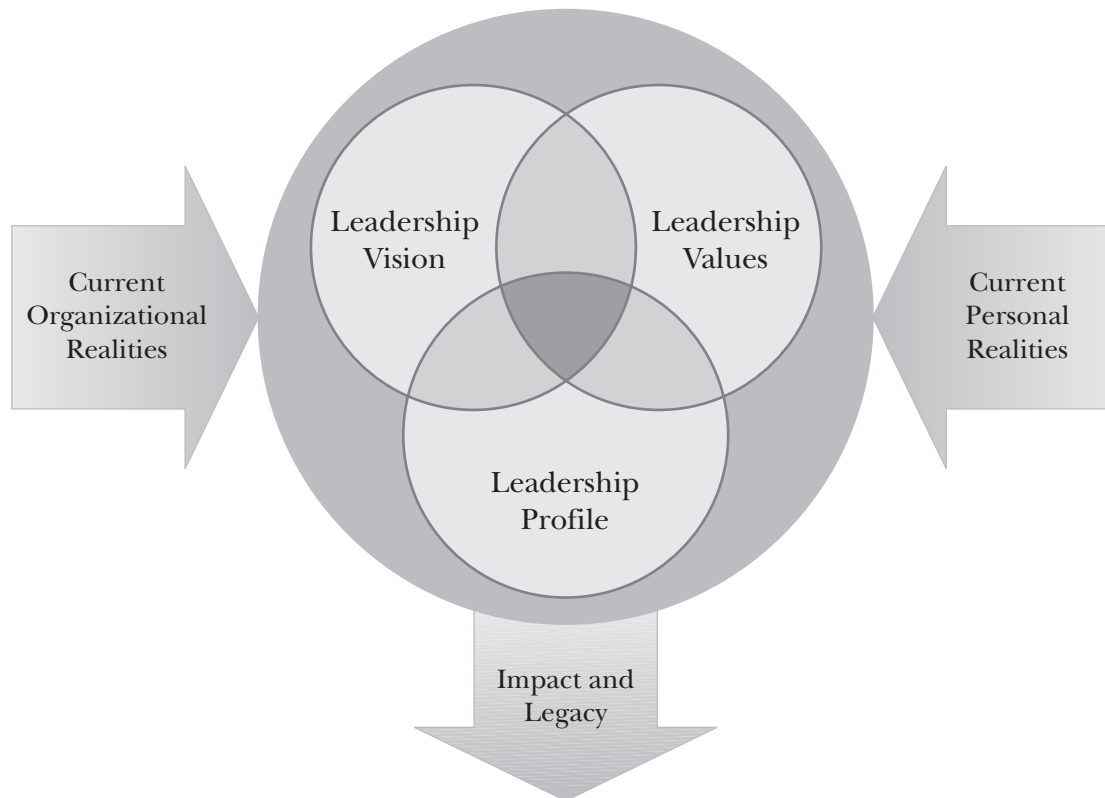 Leadership
Vision
Leadership
Values
Current
Organizational
Realities
Current
Personal
Realities
Leadership
Profile
Impact and
Legacy